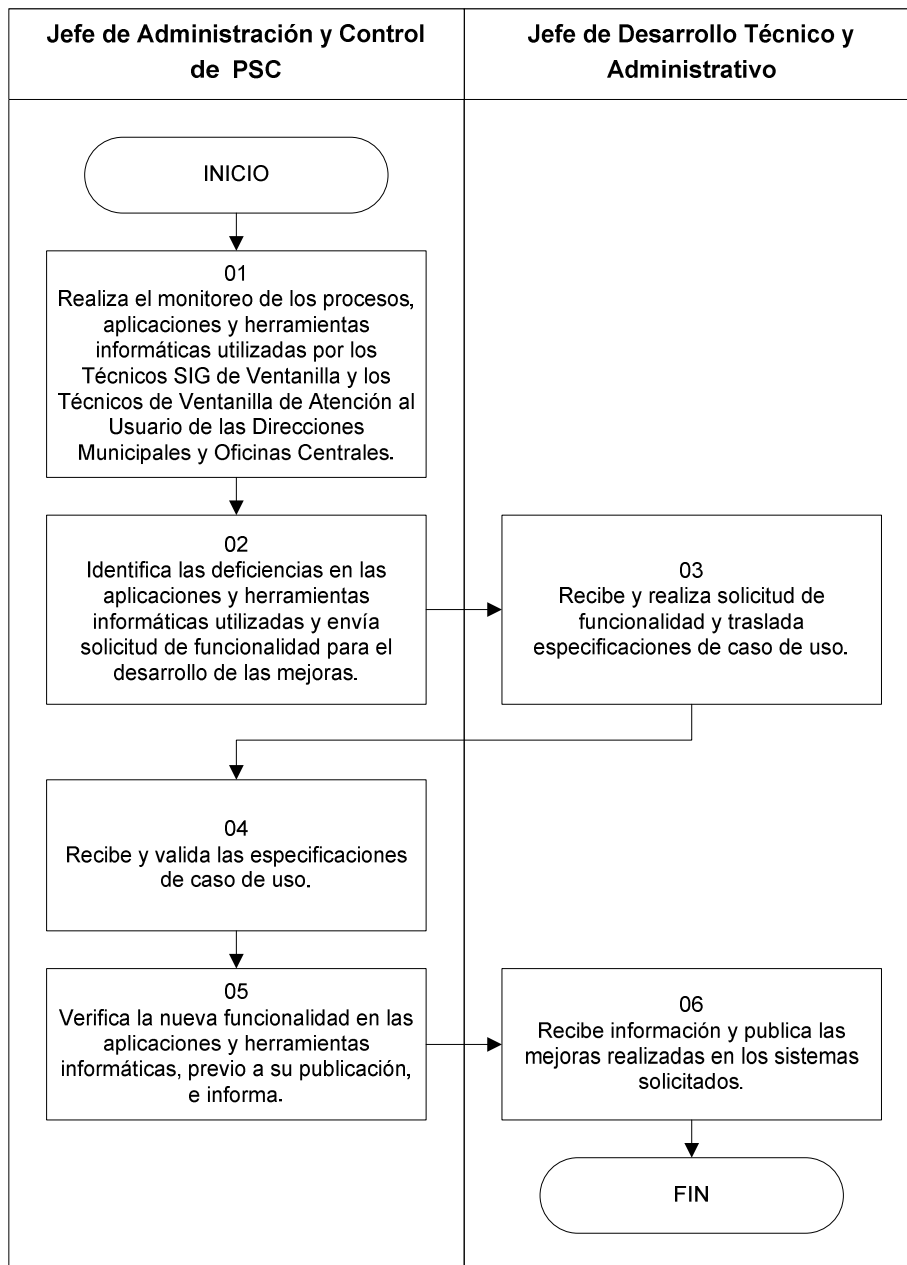 Jefe de Administración y Control
de PSC
Jefe de Desarrollo Técnico y
Administrativo
INICIO
01
Realiza el monitoreo de los procesos,
aplicaciones y herramientas
informáticas utilizadas por los
Técnicos SIG de Ventanilla y los
Técnicos de Ventanilla de Atención al
Usuario de las Direcciones
Municipales y Oficinas Centrales.
02
Identifica las deficiencias en las
aplicaciones y herramientas
informáticas utilizadas y envía
solicitud de funcionalidad para el
desarrollo de las mejoras.
03
Recibe y realiza solicitud de
funcionalidad y traslada
especificaciones de caso de uso.
04
Recibe y valida las especificaciones
de caso de uso.
05
Verifica la nueva funcionalidad en las
aplicaciones y herramientas
informáticas, previo a su publicación,
e informa.
06
Recibe información y publica las
mejoras realizadas en los sistemas
solicitados.
FIN